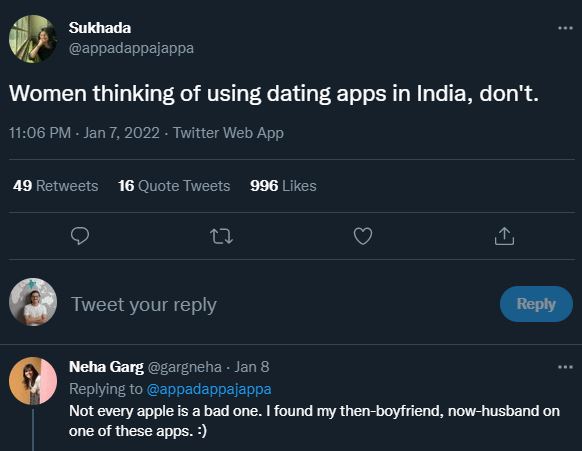 Sukhada
@appadappajappa
Women thinking of using dating apps in India, don't.
11:06 PM · Jan 7, 2022 · Twitter Web App
49 Retweets 16 Quote Tweets 996 Likes
Tweet your reply
Reply
Neha Garg @gargneha · Jan 8
Replying to @appadappajappa
Not every apple is a bad one. I found my then-boyfriend, now-husband on
one of these apps. :)